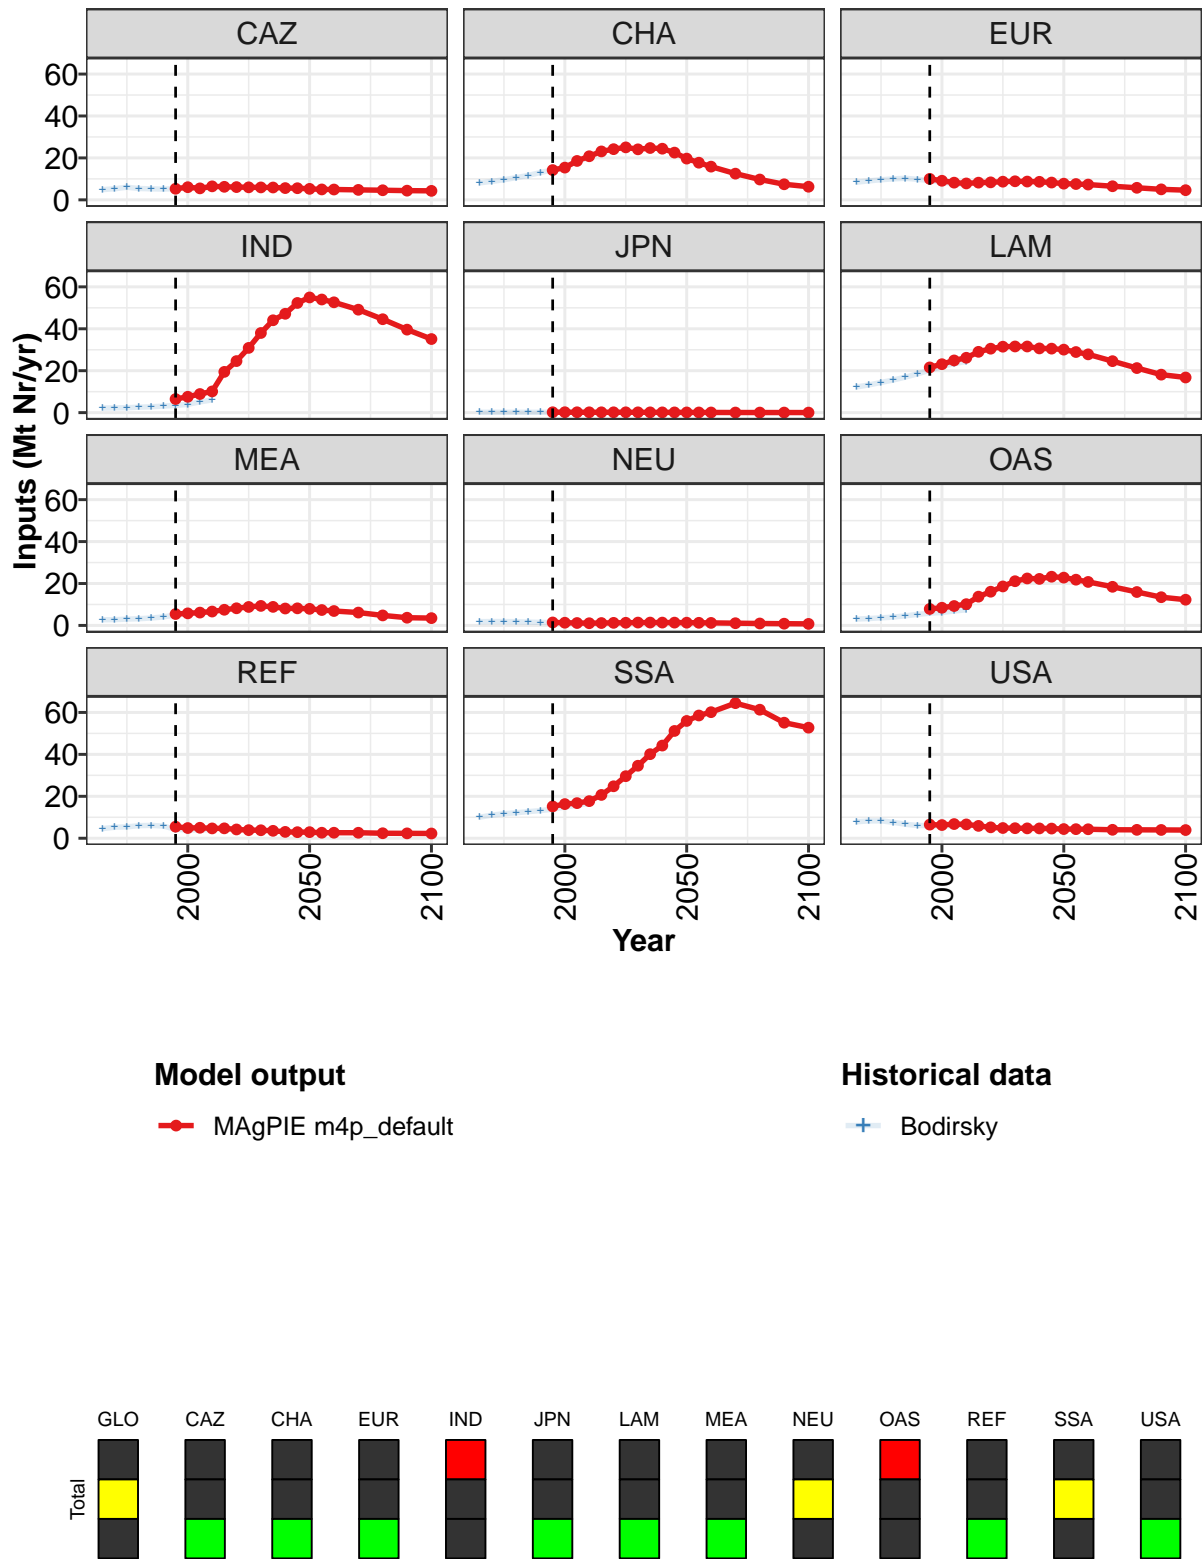 CAZ CHA EUR
60
40
20
0
IND JPN LAM
60
40
20
0
MEA NEU OAS
60
40
20
0
REF SSA USA
60
40
20
0
2000 2050 2100 2000 2050 2100 2000 2050 2100
Year
Inputs (Mt Nr/yr)
Model output
MAgPIE m4p_default
Historical data
Bodirsky
GLO CAZ CHA EUR IND JPN LAM MEA NEU OAS REF SSA USA
Total